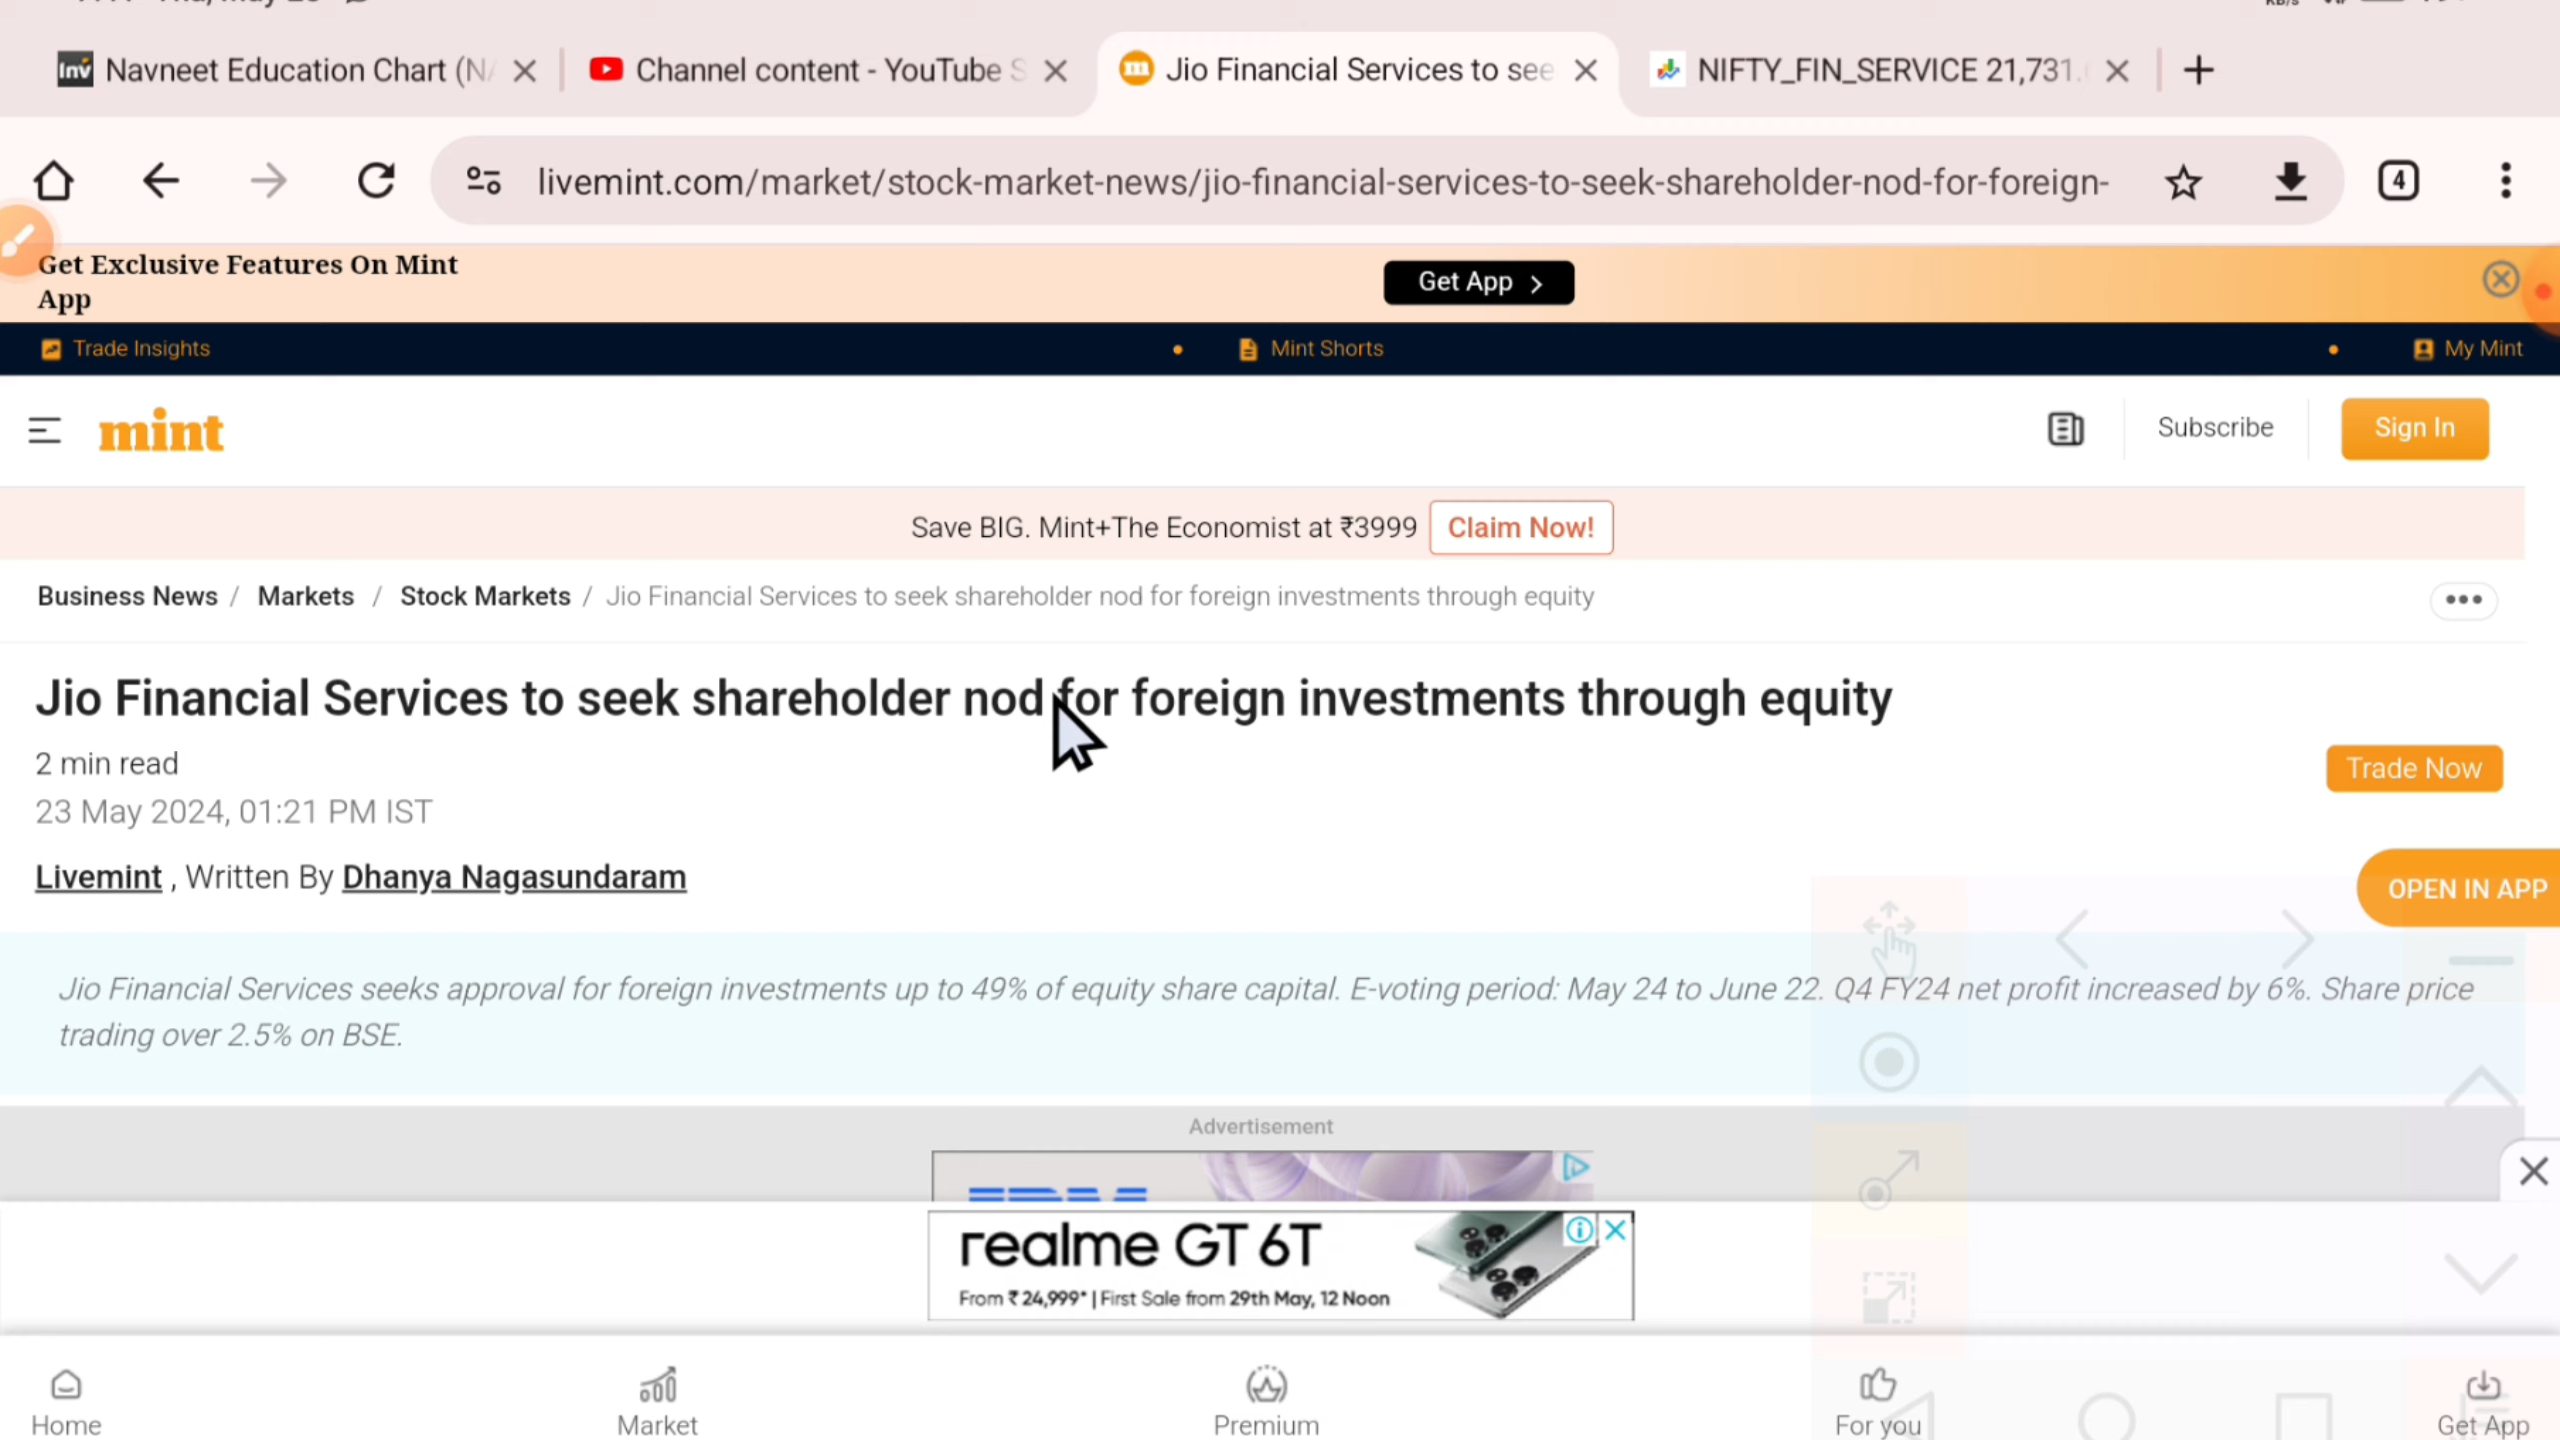 Navneet Education Chart (NA
Channel content - YouTube S
Jio Financial Services to see
NIFTY_FIN_SERVICE 21,731.
livemint.com/market/stock-market-news/jio-financial-services-to-seek-shareholder-nod-for-foreign-
4
Get Exclusive Features On Mint
App
Get App
Trade Insights
Mint Shorts
My Mint
mint
Subscribe
Sign In
Save BIG. Mint+The Economist at ₹3999
Claim Now!
Business News / Markets / Stock Markets / Jio Financial Services to seek shareholder nod for foreign investments through equity
Jio Financial Services to seek shareholder nod for foreign investments through equity
2 min read
Trade Now
23 May 2024, 01:21 PM IST
Livemint , Written By Dhanya Nagasundaram
OPEN IN APP
Jio Financial Services seeks approval for foreign investments up to 49% of equity share capital. E-voting period: May 24 to June 22. Q4 FY24 net profit increased by 6%. Share price
trading over 2.5% on BSE.
Advertisement
realme GT 6T
From ₹ 24,999* | First Sale from 29th May, 12 Noon
Home
Market
Premium
For you
Get App